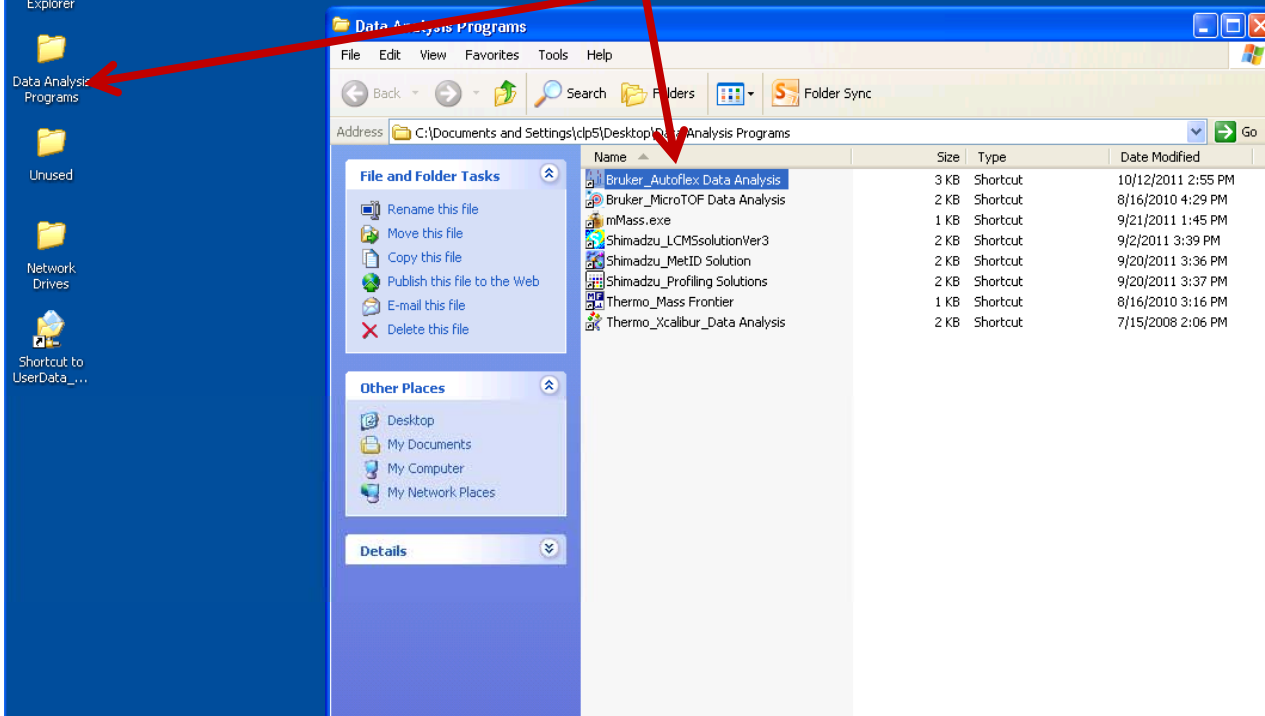 Explorer
Data Analysis
Programs
Unused
Network
Drives
Shortcut to
UserData_...
Data Analysis Programs
File Edit View Favorites Tools Help
Back Search Folders Folder Sync
Address C:\Documents and Settings\clp5\Desktop\Data Analysis Programs Go
File and Folder Tasks
Rename this file
Move this file
Copy this file
Publish this file to the Web
E-mail this file
Delete this file
Other Places
Desktop
My Documents
My Computer
My Network Places
Details
Name Size Type Date Modified
Bruker_Autoflex Data Analysis 3 KB Shortcut 10/12/2011 2:55 PM
Bruker_MicroTOF Data Analysis 2 KB Shortcut 8/16/2010 4:29 PM
mMass.exe 1 KB Shortcut 9/21/2011 1:45 PM
Shimadzu_LCMSsolutionVer3 2 KB Shortcut 9/2/2011 3:39 PM
Shimadzu_MetID Solution 2 KB Shortcut 9/20/2011 3:36 PM
Shimadzu_Profiling Solutions 2 KB Shortcut 9/20/2011 3:37 PM
Thermo_Mass Frontier 1 KB Shortcut 8/16/2010 3:16 PM
Thermo_Xcalibur_Data Analysis 2 KB Shortcut 7/15/2008 2:06 PM